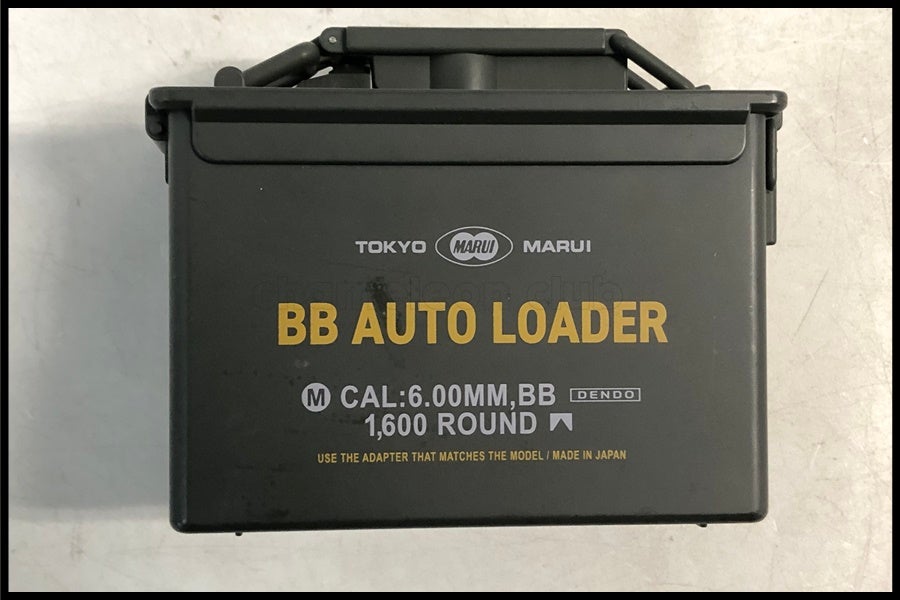 TOKYO MARUI MARUI
BB AUTO LOADER
M CAL:6.00MM,BB DENDO
1,600 ROUND
USE THE ADAPTER THAT MATCHES THE MODEL / MADE IN JAPAN